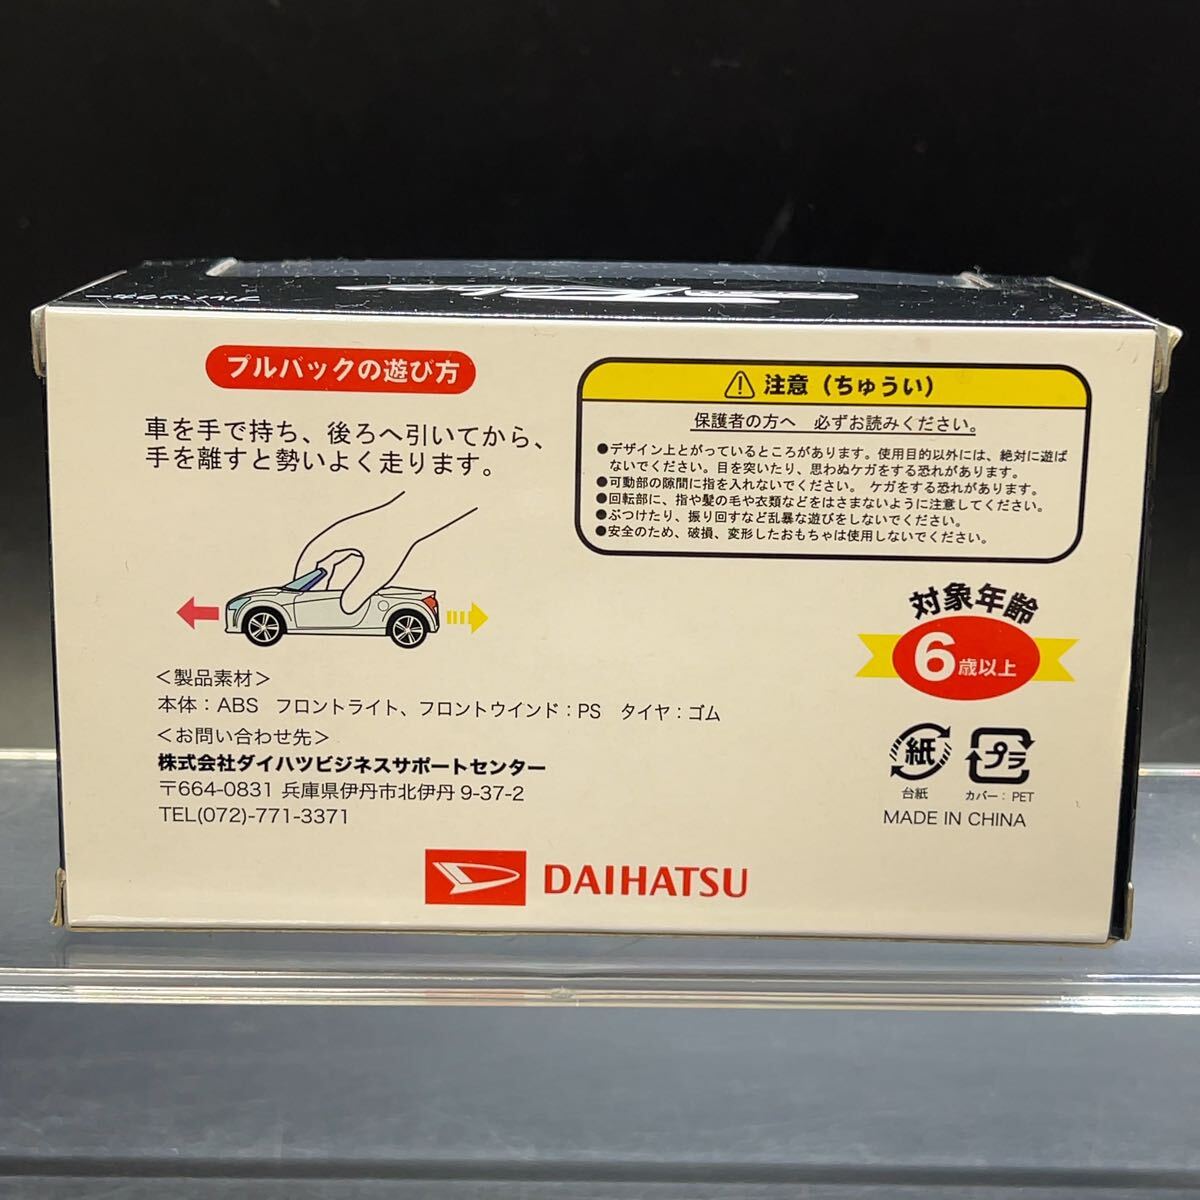 プルバックカー
プルバックの遊び方
車を手で持ち、後ろへ引いてから、
手を離すと勢いよく走ります。
<製品素材>
本体:ABS フロントライト、フロントウインド:PS タイヤ:ゴム
<お問い合わせ先>
株式会社ダイハツビジネスサポートセンター
〒664-0831 兵庫県伊丹市北伊丹 9-37-2
TEL(072)-771-3371
注意(ちゅうい)
保護者の方へ 必ずお読みください。
●デザイン上とがっているところがあります。使用目的以外には、絶対に遊ば
ないでください。目を突いたり、思わぬケガをする恐れがあります。
●可動部の隙間に指を入れないでください。 ケガをする恐れがあります。
●回転部に、指や髪の毛や衣類などをはさまないように注意してください。
●ぶつけたり、振り回すなど乱暴な遊びをしないでください。
●安全のため、破損、変形したおもちゃは使用しないでください。
対象年齢
6歳以上
紙
台紙
プラ
カバー:PET
MADE IN CHINA
DAIHATSU